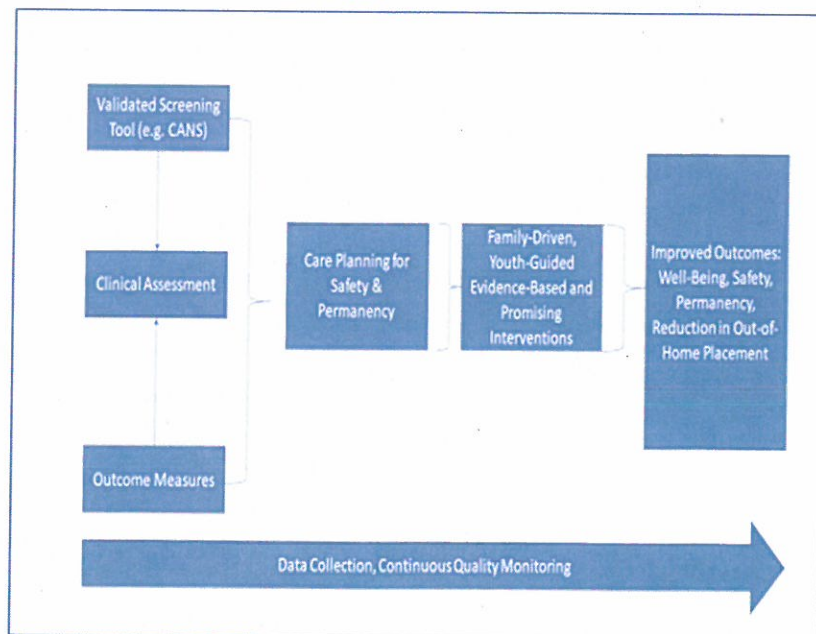 Validated Screening
Tool (e.g. CANS)
Clinical Assessment
Outcome Measures
Care Planning for
Safety &
Permanency
Family-Driven,
Youth-Guided
Evidence-Based and
Promising
Interventions
Improved Outcomes:
Well-Being, Safety,
Permanency,
Reduction in Out-of-
Home Placement
Data Collection, Continuous Quality Monitoring